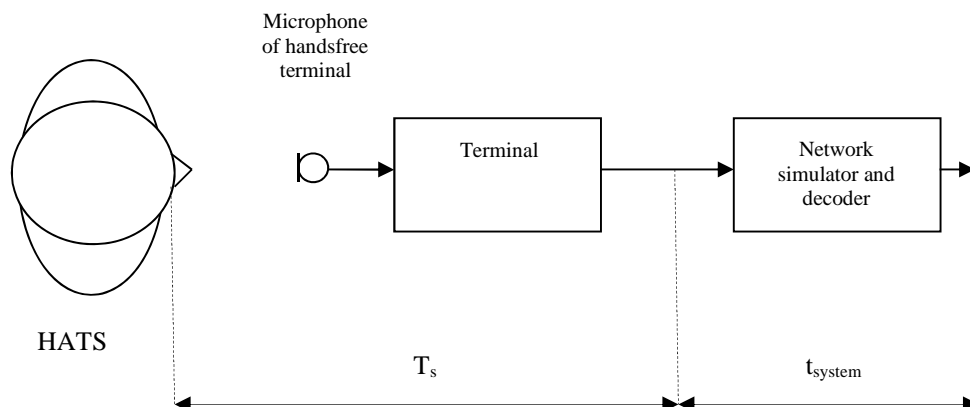 Microphone
of handsfree
terminal
Terminal
Network
simulator and
decoder
HATS
Ts
tsystem